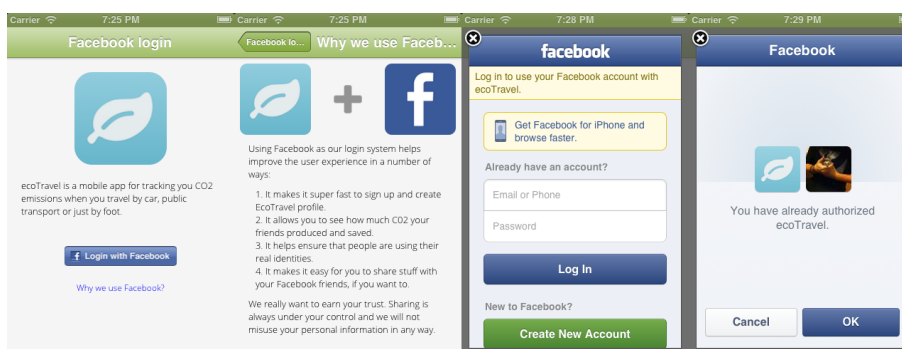 Carrier 7:25 PM
Facebook login
ecoTravel is a mobile app for tracking you CO2
emissions when you travel by car, public
transport or just by foot.
f Login with Facebook
Why we use Facebook?
Carrier 7:25 PM
Facebook lo... Why we use Faceb...
f
Using Facebook as our login system helps
improve the user experience in a number of
ways:
1. It makes it super fast to sign up and create
EcoTravel profile.
2. It allows you to see how much C02 your
friends produced and saved.
3. It helps ensure that people are using their
real identities.
4. It makes it easy for you to share stuff with
your Facebook friends, if you want to.
We really want to earn your trust. Sharing is
always under your control and we will not
misuse your personal information in any way.
Carrier 7:28 PM
facebook
Log in to use your Facebook account with
ecoTravel.
Get Facebook for iPhone and
browse faster.
Already have an account?
Email or Phone
Password
Log In
New to Facebook?
Create New Account
Carrier 7:29 PM
Facebook
You have already authorized
ecoTravel.
Cancel OK